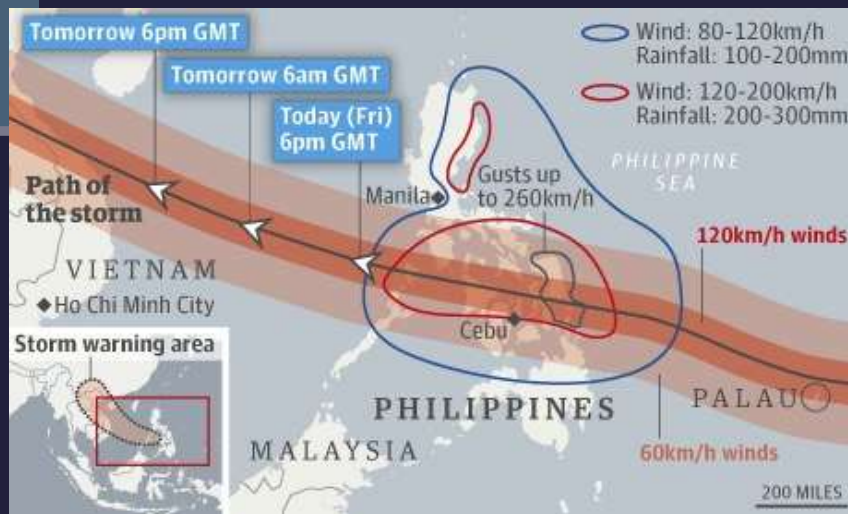 Tomorrow 6pm GMT
Tomorrow 6am GMT
Today (Fri)
6pm GMT
Wind: 80-120km/h
Rainfall: 100-200mm
Wind: 120-200km/h
Rainfall: 200-300mm
PHILIPPINE
SEA
Gusts up
to 260km/h
Manila
Path of
the storm
120km/h winds
VIETNAM
Ho Chi Minh City
Cebu
Storm warning area
PHILIPPINES
PALAU
MALAYSIA
60km/h winds
200 MILES